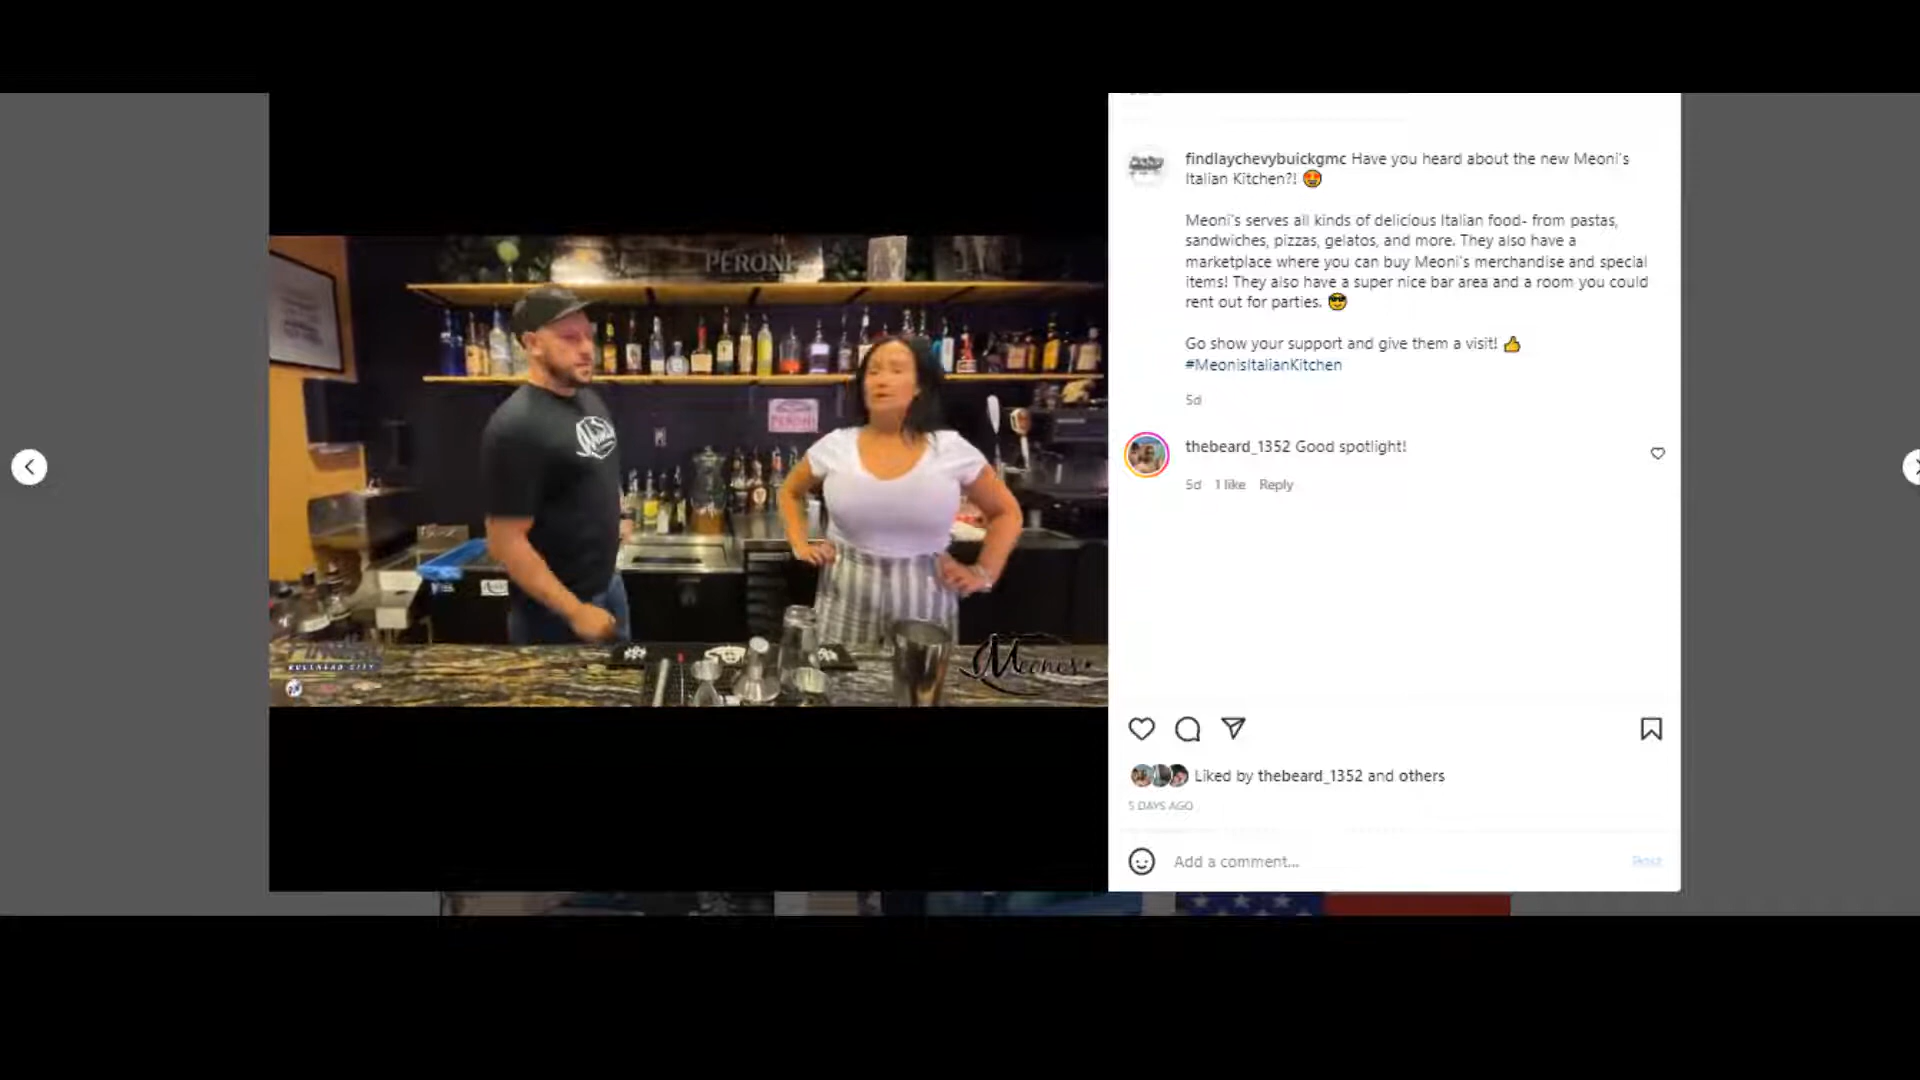 PERONI
PERONI
BULLHEAD CITY
Meoni's
findlaychevybuickgmc Have you heard about the new Meoni's
Italian Kitchen?! 🤩
Meoni's serves all kinds of delicious Italian food- from pastas,
sandwiches, pizzas, gelatos, and more. They also have a
marketplace where you can buy Meoni's merchandise and special
items! They also have a super nice bar area and a room you could
rent out for parties. 😎
Go show your support and give them a visit! 👍
#MeonisItalianKitchen
5d
thebeard_1352 Good spotlight!
5d 1 like Reply
Liked by thebeard_1352 and others
5 DAYS AGO
Add a comment...
Post